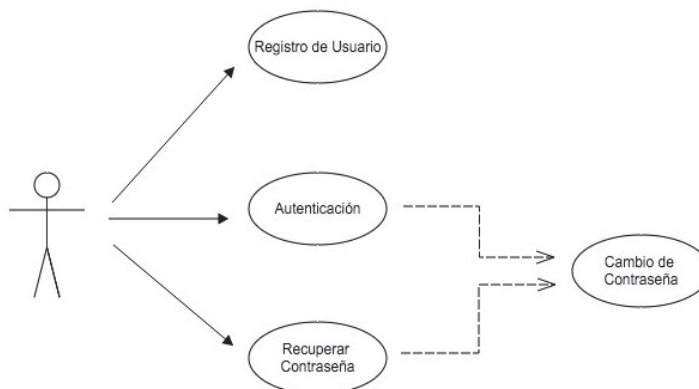 Registro de Usuario
Autenticación
Cambio de
Contraseña
Recuperar
Contraseña